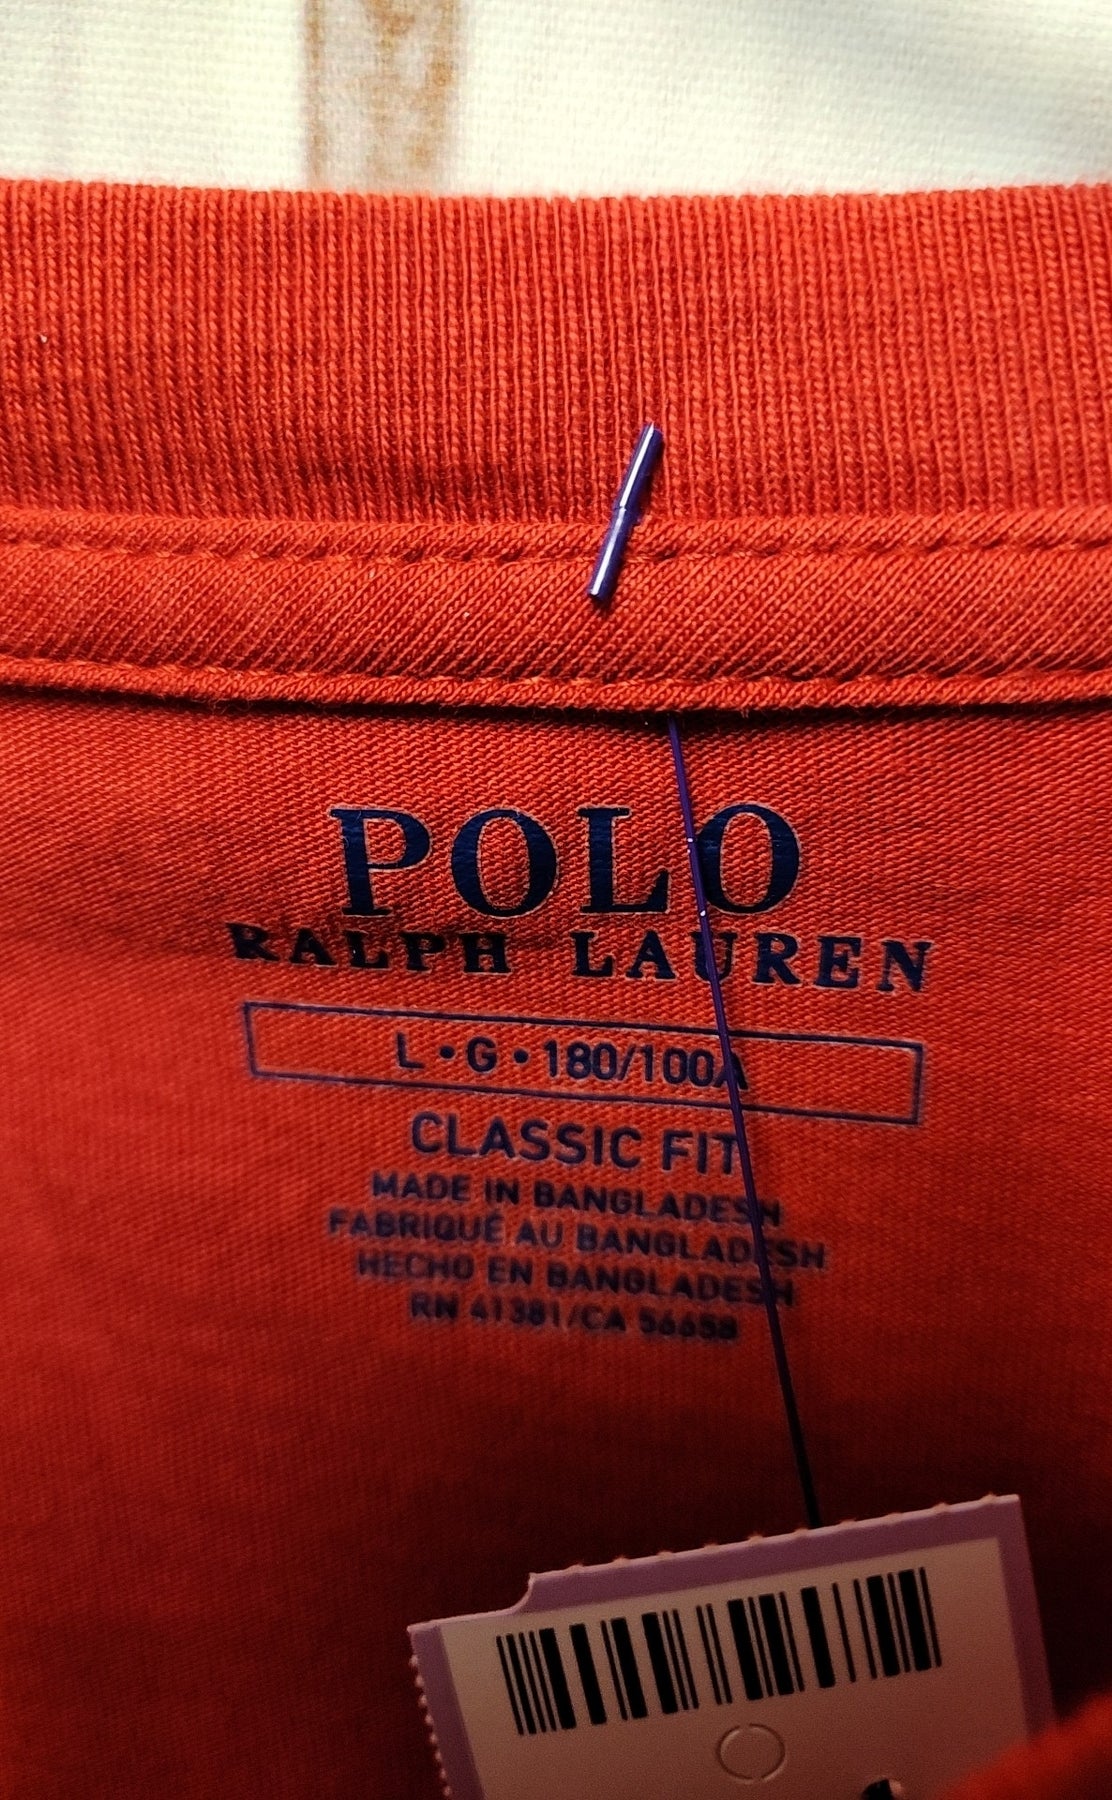 POLO
RALPH LAUREN
L • G • 180/100A
CLASSIC FIT
MADE IN BANGLADESH
FABRIQUÉ AU BANGLADESH
HECHO EN BANGLADESH
RN 41381/CA 56658